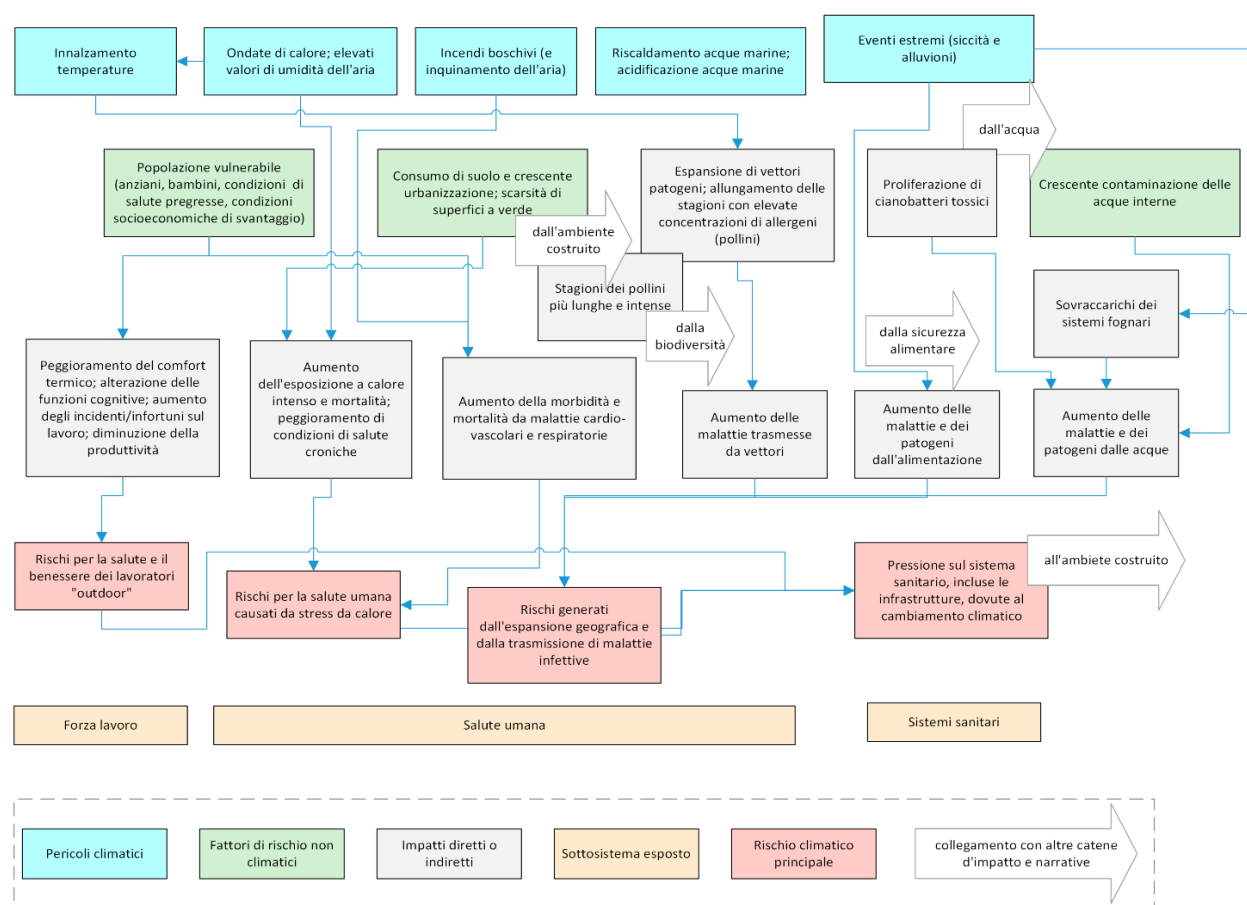 Innalzamento
temperature
Ondate di calore; elevati
valori di umidità dell'aria
Incendi boschivi (e
inquinamento dell'aria)
Riscaldamento acque marine;
acidificazione acque marine
Eventi estremi (siccità e
alluvioni)
dall'acqua
Popolazione vulnerabile
(anziani, bambini, condizioni di
salute pregresse, condizioni
socioeconomiche di svantaggio)
Consumo di suolo e crescente
urbanizzazione; scarsità di
superfici a verde
dall'ambiente
costruito
Espansione di vettori
patogeni; allungamento delle
stagioni con elevate
concentrazioni di allergeni
(pollini)
Proliferazione di
cianobatteri tossici
Crescente contaminazione delle
acque interne
Stagioni dei pollini
più lunghe e intense
dalla
biodiversità
dalla sicurezza
alimentare
Sovraccarichi dei
sistemi fognari
Peggioramento del comfort
termico; alterazione delle
funzioni cognitive; aumento
degli incidenti/infortuni sul
lavoro; diminuzione della
produttività
Aumento
dell'esposizione a calore
intenso e mortalità;
peggioramento di
condizioni di salute
croniche
Aumento della morbidità e
mortalità da malattie cardio-
vascolari e respiratorie
Aumento delle
malattie trasmesse
da vettori
Aumento delle
malattie e dei
patogeni
dall'alimentazione
Aumento delle
malattie e dei
patogeni dalle acque
Rischi per la salute e il
benessere dei lavoratori
"outdoor"
Rischi per la salute umana
causati da stress da calore
Rischi generati
dall'espansione geografica e
dalla trasmissione di malattie
infettive
Pressione sul sistema
sanitario, incluse le
infrastrutture, dovute al
cambiamento climatico
all'ambiete costruito
Forza lavoro
Salute umana
Sistemi sanitari
Pericoli climatici
Fattori di rischio non
climatici
Impatti diretti o
indiretti
Sottosistema esposto
Rischio climatico
principale
collegamento con altre catene
d'impatto e narrative